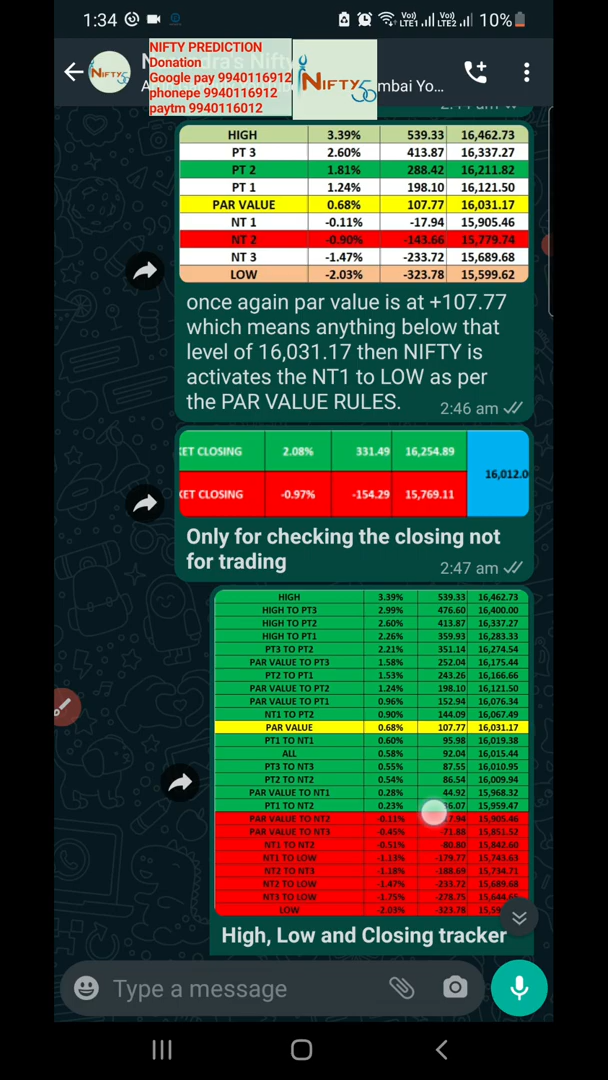 1:34 Vo) LTE1 Vo) LTE2 10%
NIFTY PREDICTION
Donation
Google pay 9940116912
phonepe 9940116912
paytm 9940116012
NIFTY 50
NIFTY 50
mbai Yo...
HIGH 3.39% 539.33 16,462.73
PT 3 2.60% 413.87 16,337.27
PT 2 1.81% 288.42 16,211.82
PT 1 1.24% 198.10 16,121.50
PAR VALUE 0.68% 107.77 16,031.17
NT 1 -0.11% -17.94 15,905.46
NT 2 -0.90% -143.66 15,779.74
NT 3 -1.47% -233.72 15,689.68
LOW -2.03% -323.78 15,599.62
once again par value is at +107.77
which means anything below that
level of 16,031.17 then NIFTY is
activates the NT1 to LOW as per
the PAR VALUE RULES.
2:46 am
KET CLOSING 2.08% 331.49 16,254.89
16,012.0
KET CLOSING -0.97% -154.29 15,769.11
Only for checking the closing not
for trading
2:47 am
HIGH 3.39% 539.33 16,462.73
HIGH TO PT3 2.99% 476.60 16,400.00
HIGH TO PT2 2.60% 413.87 16,337.27
HIGH TO PT1 2.26% 359.93 16,283.33
PT3 TO PT2 2.21% 351.14 16,274.54
PAR VALUE TO PT3 1.58% 252.04 16,175.44
PT2 TO PT1 1.53% 243.26 16,166.66
PAR VALUE TO PT2 1.24% 198.10 16,121.50
PAR VALUE TO PT1 0.96% 152.94 16,076.34
NT1 TO PT2 0.90% 144.09 16,067.49
PAR VALUE 0.68% 107.77 16,031.17
PT1 TO NT1 0.60% 95.98 16,019.38
ALL 0.58% 92.04 16,015.44
PT3 TO NT3 0.55% 87.55 16,010.95
PT2 TO NT2 0.54% 86.54 16,009.94
PAR VALUE TO NT1 0.28% 44.92 15,968.32
PT1 TO NT2 0.23% 36.07 15,959.47
PAR VALUE TO NT2 -0.11% 15,905.46
PAR VALUE TO NT3 -0.45% -71.88 15,851.52
NT1 TO NT2 -0.51% -80.80 15,842.60
NT1 TO LOW -1.13% -179.77 15,743.63
NT2 TO NT3 -1.18% -188.69 15,734.71
NT2 TO LOW -1.47% -233.72 15,689.68
NT3 TO LOW -1.75% -278.75 15,644.65
LOW -2.03% -323.78
High, Low and Closing tracker
Type a message